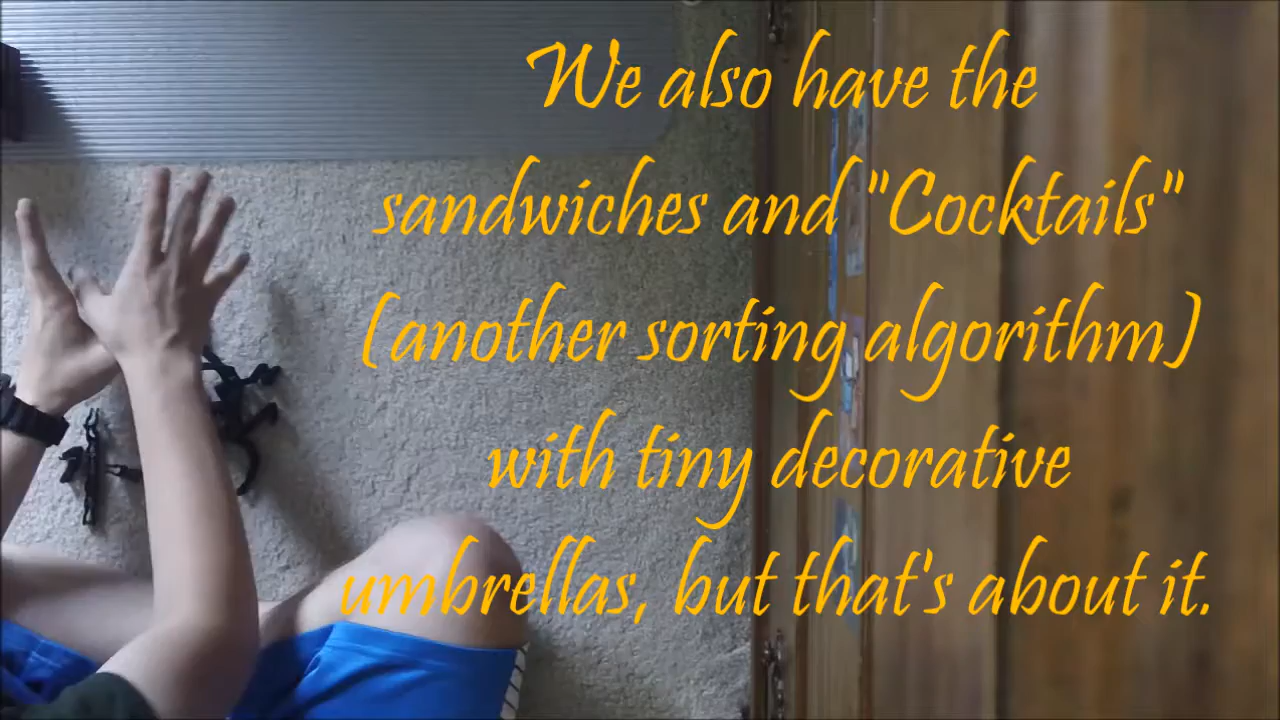 We also have the
sandwiches and "Cocktails"
(another sorting algorithm)
with tiny decorative
umbrellas, but that's about it.